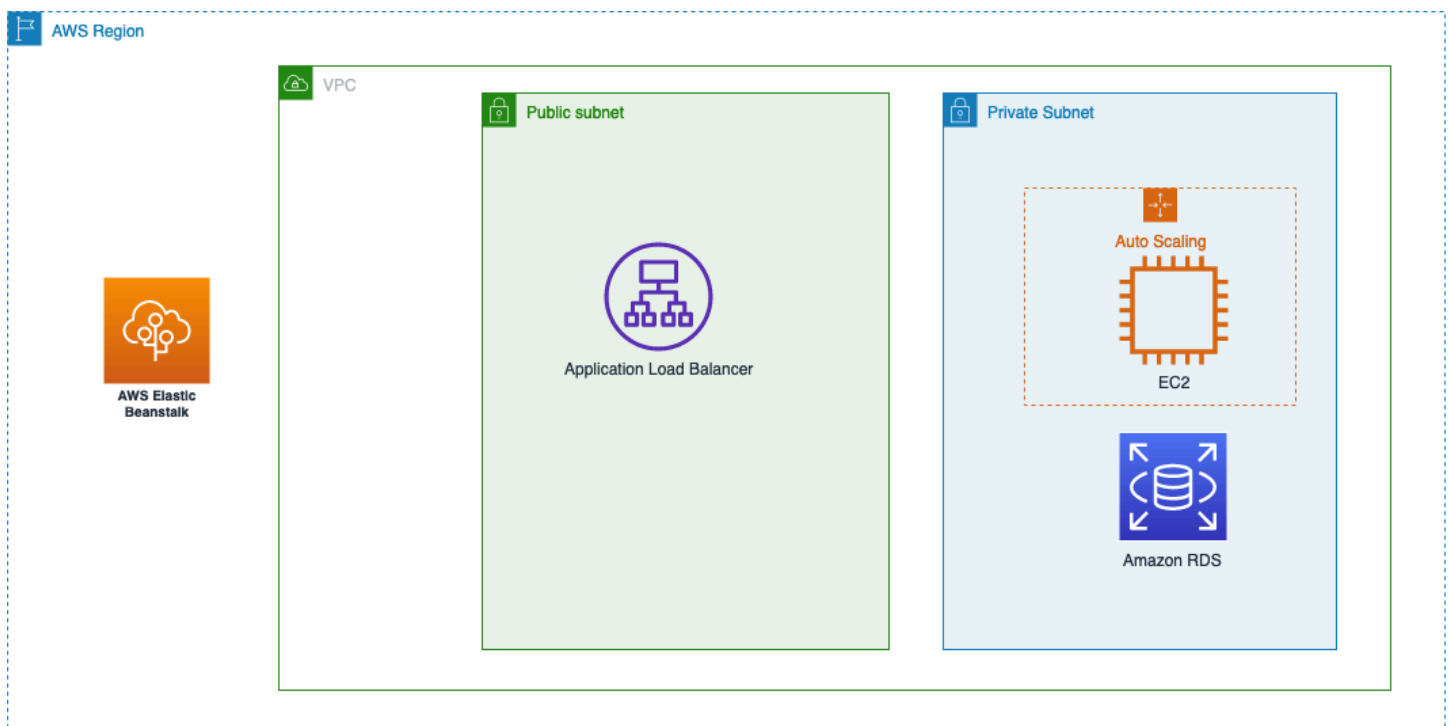 AWS Region
VPC
Public subnet
Private Subnet
Auto Scaling
Application Load Balancer
EC2
AWS Elastic
Beanstalk
Amazon RDS